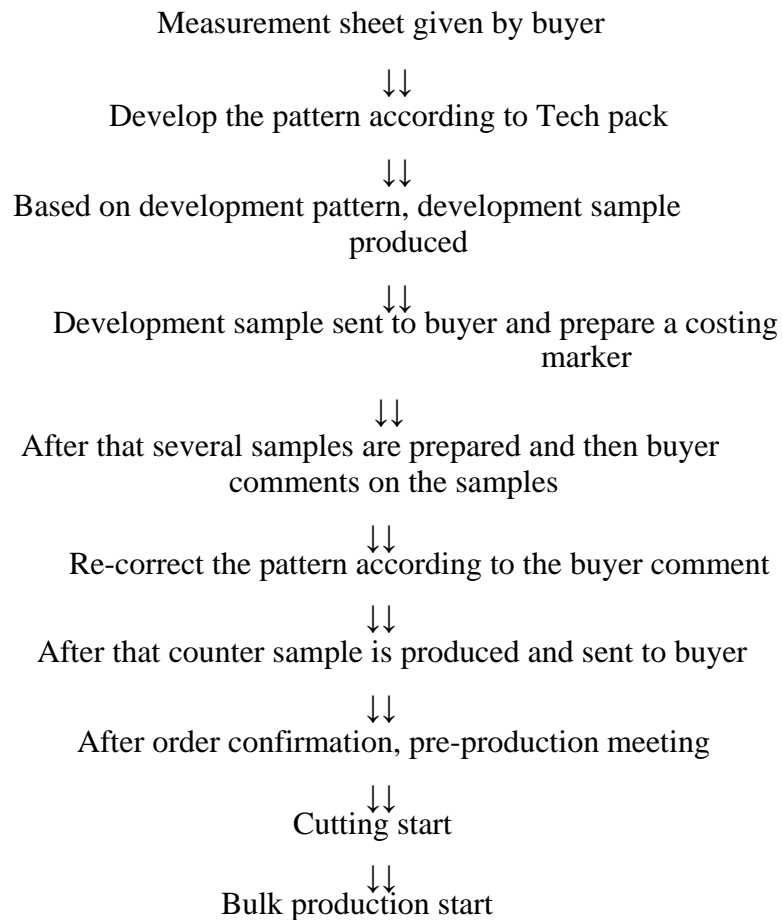 Measurement sheet given by buyer
↓↓
Develop the pattern according to Tech pack
↓↓
Based on development pattern, development sample
produced
↓↓
Development sample sent to buyer and prepare a costing
marker
↓↓
After that several samples are prepared and then buyer
comments on the samples
↓↓
Re-correct the pattern according to the buyer comment
↓↓
After that counter sample is produced and sent to buyer
↓↓
After order confirmation, pre-production meeting
↓↓
Cutting start
↓↓
Bulk production start